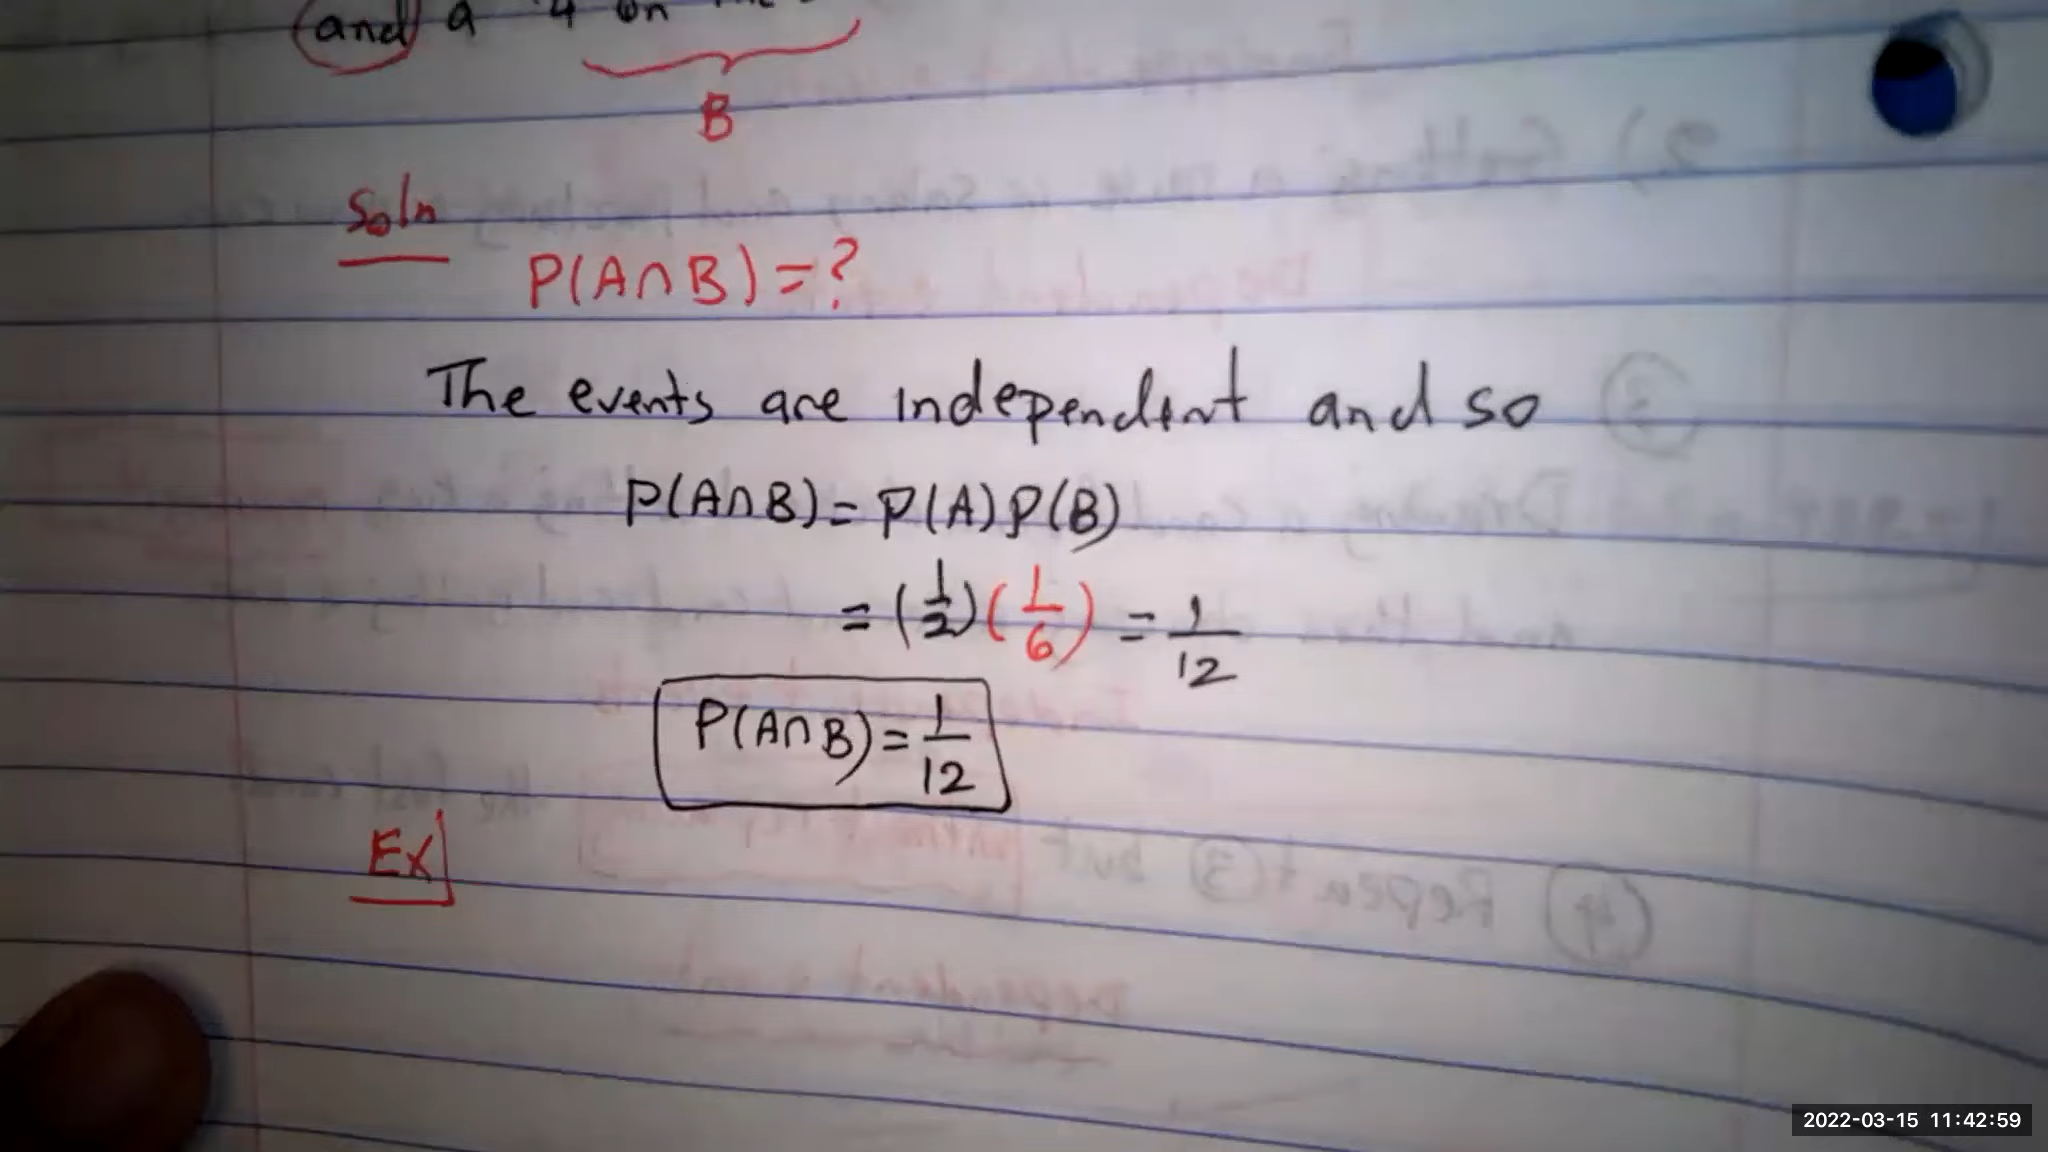 and a 4 on
B
Soln
P(A∩B)=?
The events are independent and so
P(A∩B)= P(A)P(B)
= (1/2)(1/6) = 1/12
P(A∩B)= 1/12
Ex
2022-03-15 11:42:59